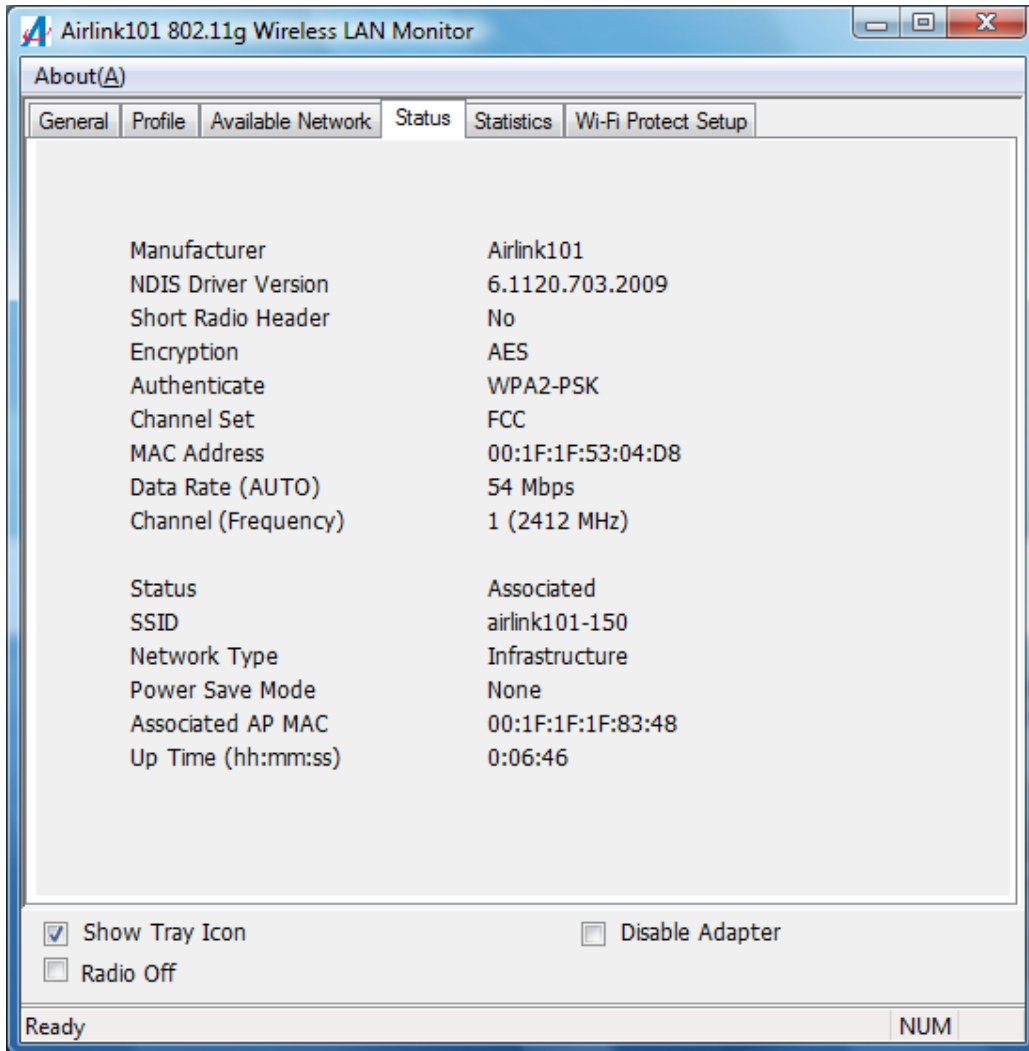 Airlink101 802.11g Wireless LAN Monitor
About(A)
General Profile Available Network Status Statistics Wi-Fi Protect Setup
Manufacturer Airlink101
NDIS Driver Version 6.1120.703.2009
Short Radio Header No
Encryption AES
Authenticate WPA2-PSK
Channel Set FCC
MAC Address 00:1F:1F:53:04:D8
Data Rate (AUTO) 54 Mbps
Channel (Frequency) 1 (2412 MHz)
Status Associated
SSID airlink101-150
Network Type Infrastructure
Power Save Mode None
Associated AP MAC 00:1F:1F:1F:83:48
Up Time (hh:mm:ss) 0:06:46
Show Tray Icon Disable Adapter
Radio Off
Ready NUM